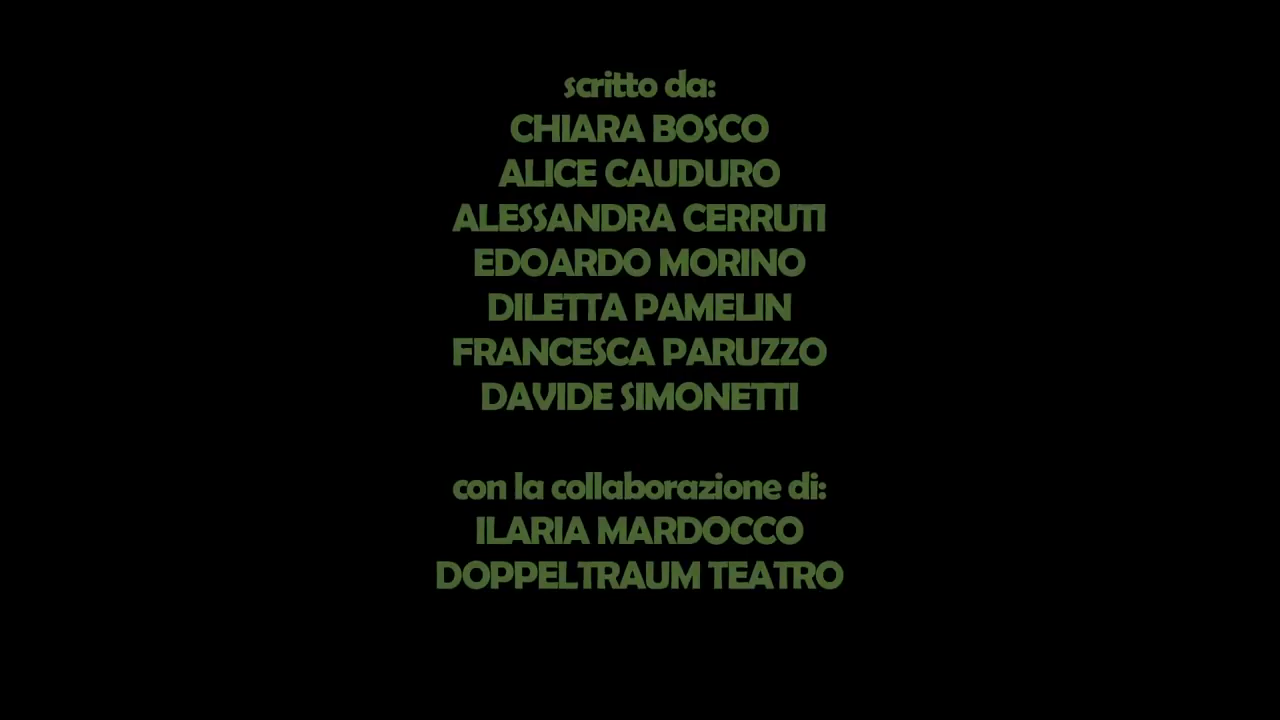 scritto da:
CHIARA BOSCO
ALICE CAUDURO
ALESSANDRA CERRUTI
EDOARDO MORINO
DILETTA PAMELIN
FRANCESCA PARUZZO
DAVIDE SIMONETTI
con la collaborazione di:
ILARIA MARDOCCO
DOPPELTRAUM TEATRO